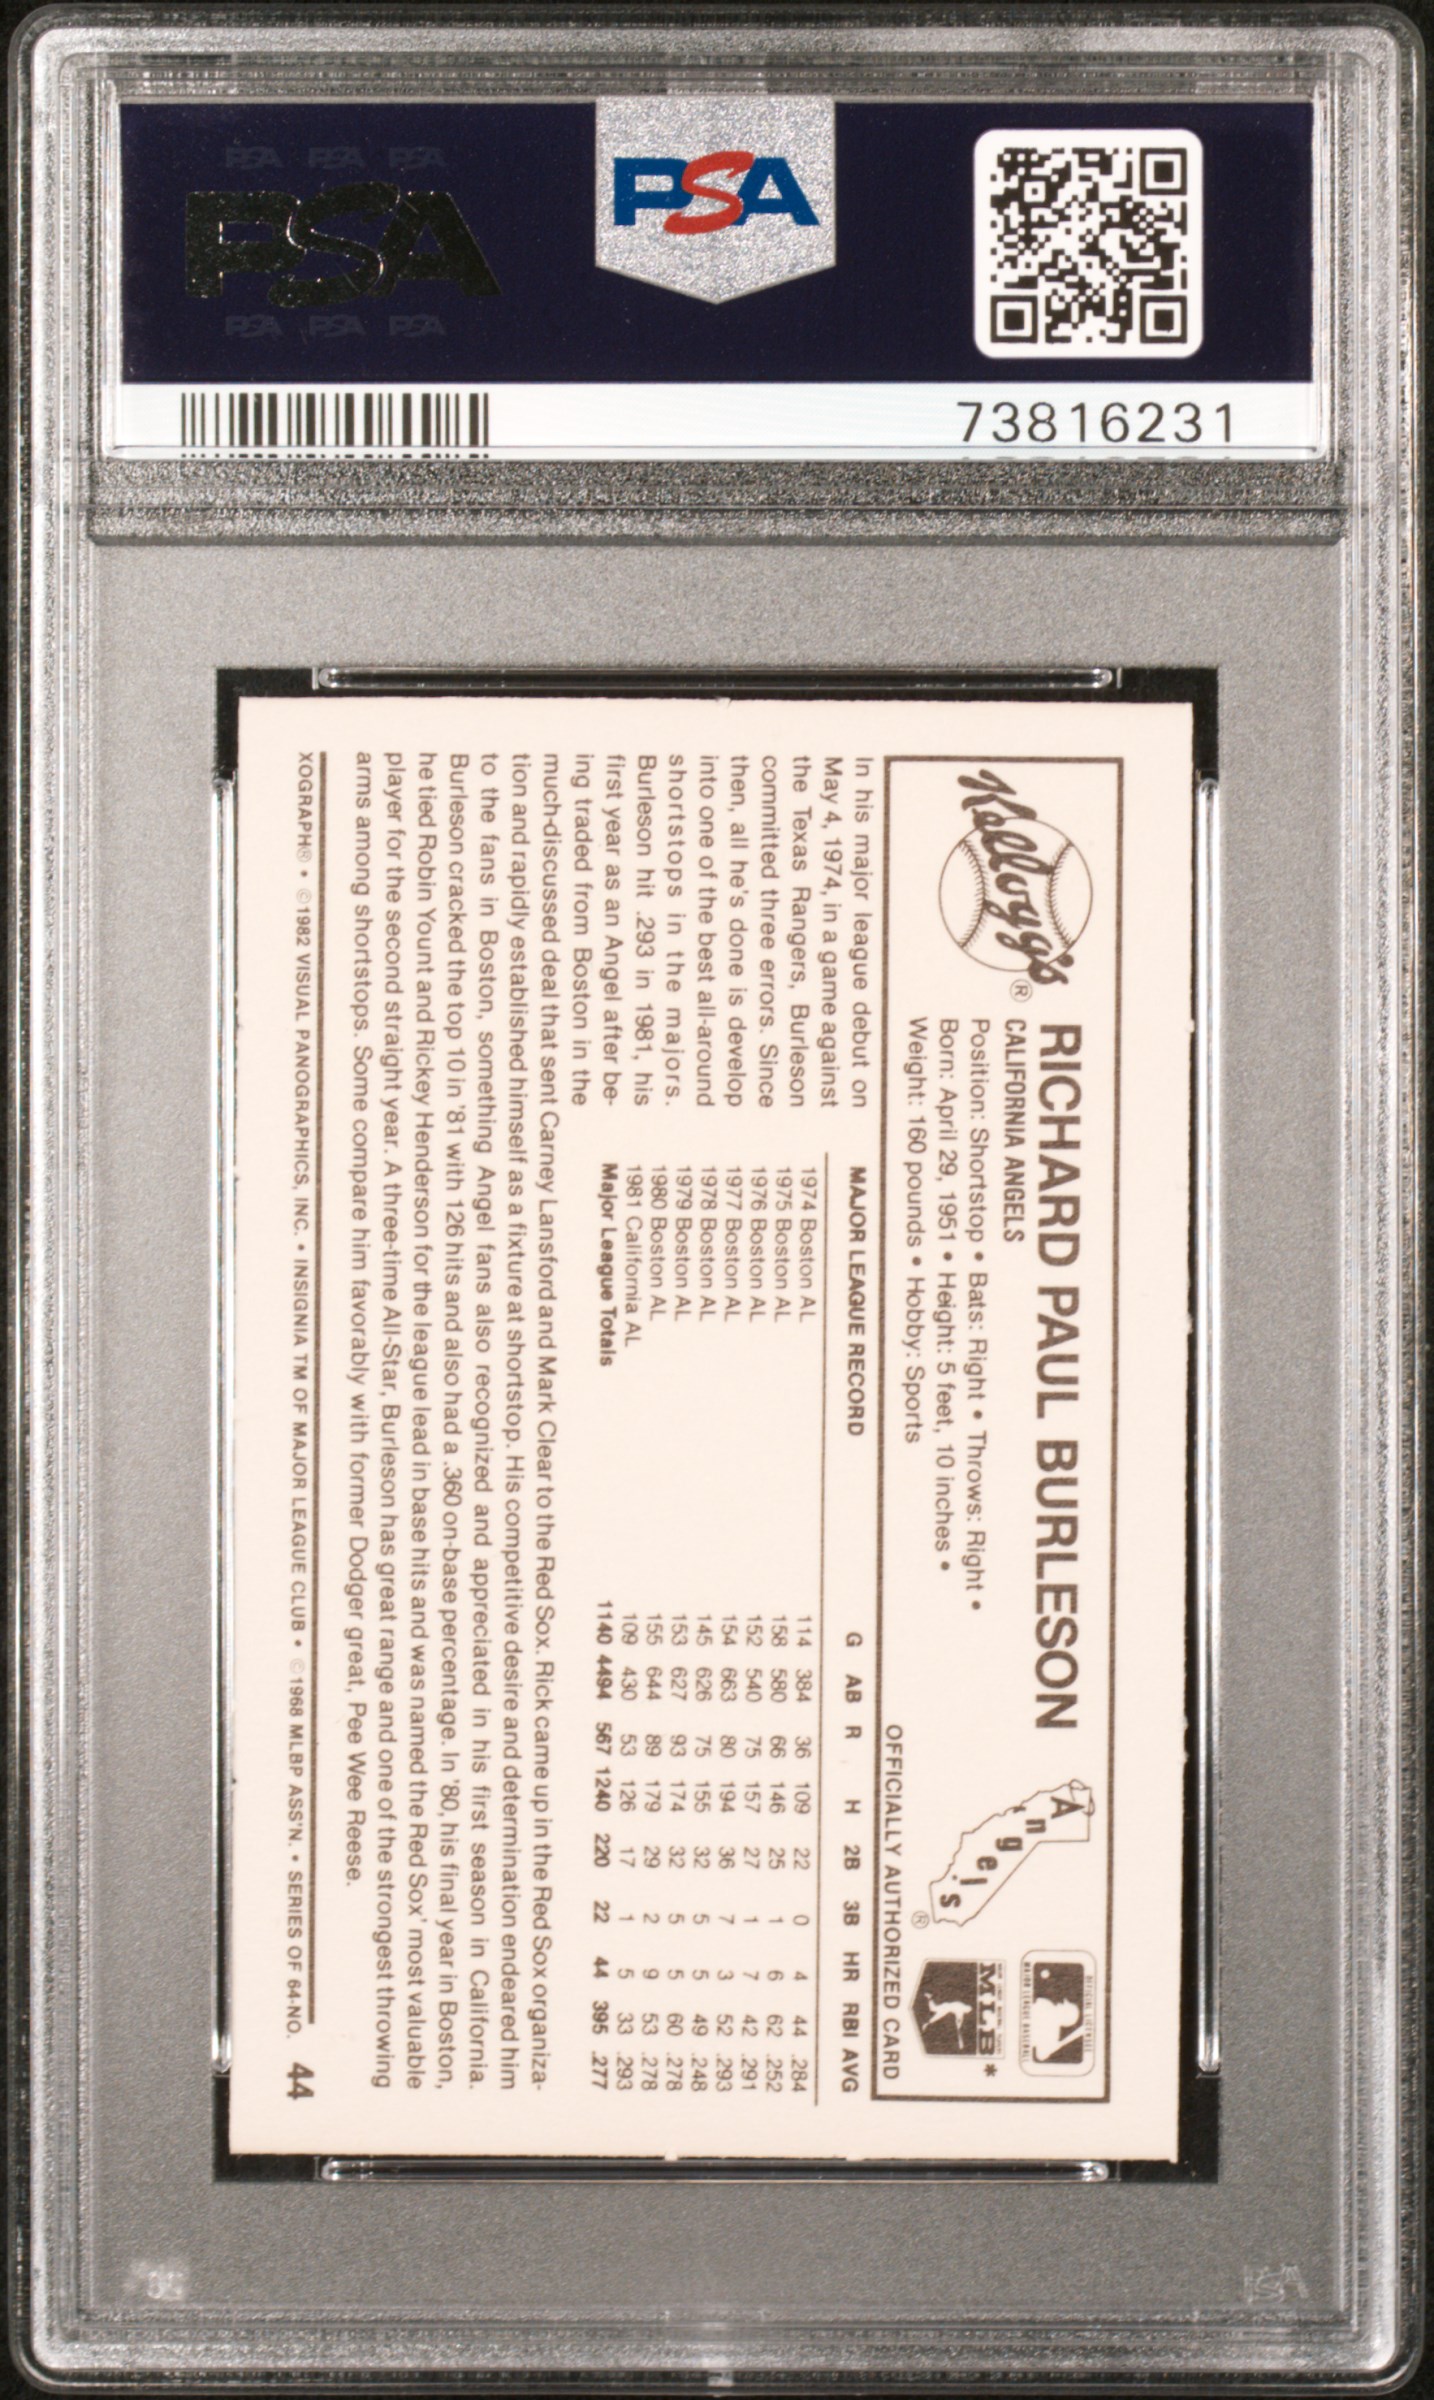 PSA PSA PSA
PSA
PSA PSA PSA
PSA
73816231
Kellogg's®
RICHARD PAUL BURLESON
CALIFORNIA ANGELS
Position: Shortstop • Bats: Right • Throws: Right •
Born: April 29, 1951 • Height: 5 feet, 10 inches •
Weight: 160 pounds • Hobby: Sports
Angels ®
MLB *
OFFICIALLY AUTHORIZED CARD
In his major league debut on
May 4, 1974, in a game against
the Texas Rangers, Burleson
committed three errors. Since
then, all he's done is develop
into one of the best all-around
shortstops in the majors.
Burleson hit .293 in 1981, his
first year as an Angel after be-
ing traded from Boston in the
MAJOR LEAGUE RECORD G AB R H 2B 3B HR RBI AVG
1974 Boston AL 114 384 36 109 22 0 4 44 .284
1975 Boston AL 158 580 66 146 25 1 6 62 .252
1976 Boston AL 152 540 75 157 27 1 7 42 .291
1977 Boston AL 154 663 80 194 36 7 3 52 .293
1978 Boston AL 145 626 75 155 32 5 5 49 .248
1979 Boston AL 153 627 93 174 32 5 5 60 .278
1980 Boston AL 155 644 89 179 29 2 9 53 .278
1981 California AL 109 430 53 126 17 1 5 33 .293
Major League Totals 1140 4494 567 1240 220 22 44 395 .277
much-discussed deal that sent Carney Lansford and Mark Clear to the Red Sox. Rick came up in the Red Sox organiza-
tion and rapidly established himself as a fixture at shortstop. His competitive desire and determination endeared him
to the fans in Boston, something Angel fans also recognized and appreciated in his first season in California.
Burleson cracked the top 10 in '81 with 126 hits and also had a .360 on-base percentage. In '80, his final year in Boston,
he tied Robin Yount and Rickey Henderson for the league lead in base hits and was named the Red Sox' most valuable
player for the second straight year. A three-time All-Star, Burleson has great range and one of the strongest throwing
arms among shortstops. Some compare him favorably with former Dodger great, Pee Wee Reese.
XOGRAPH® • ©1982 VISUAL PANOGRAPHICS, INC. • INSIGNIA TM OF MAJOR LEAGUE CLUB • ©1968 MLBP ASS'N. • SERIES OF 64-NO. 44
PSA